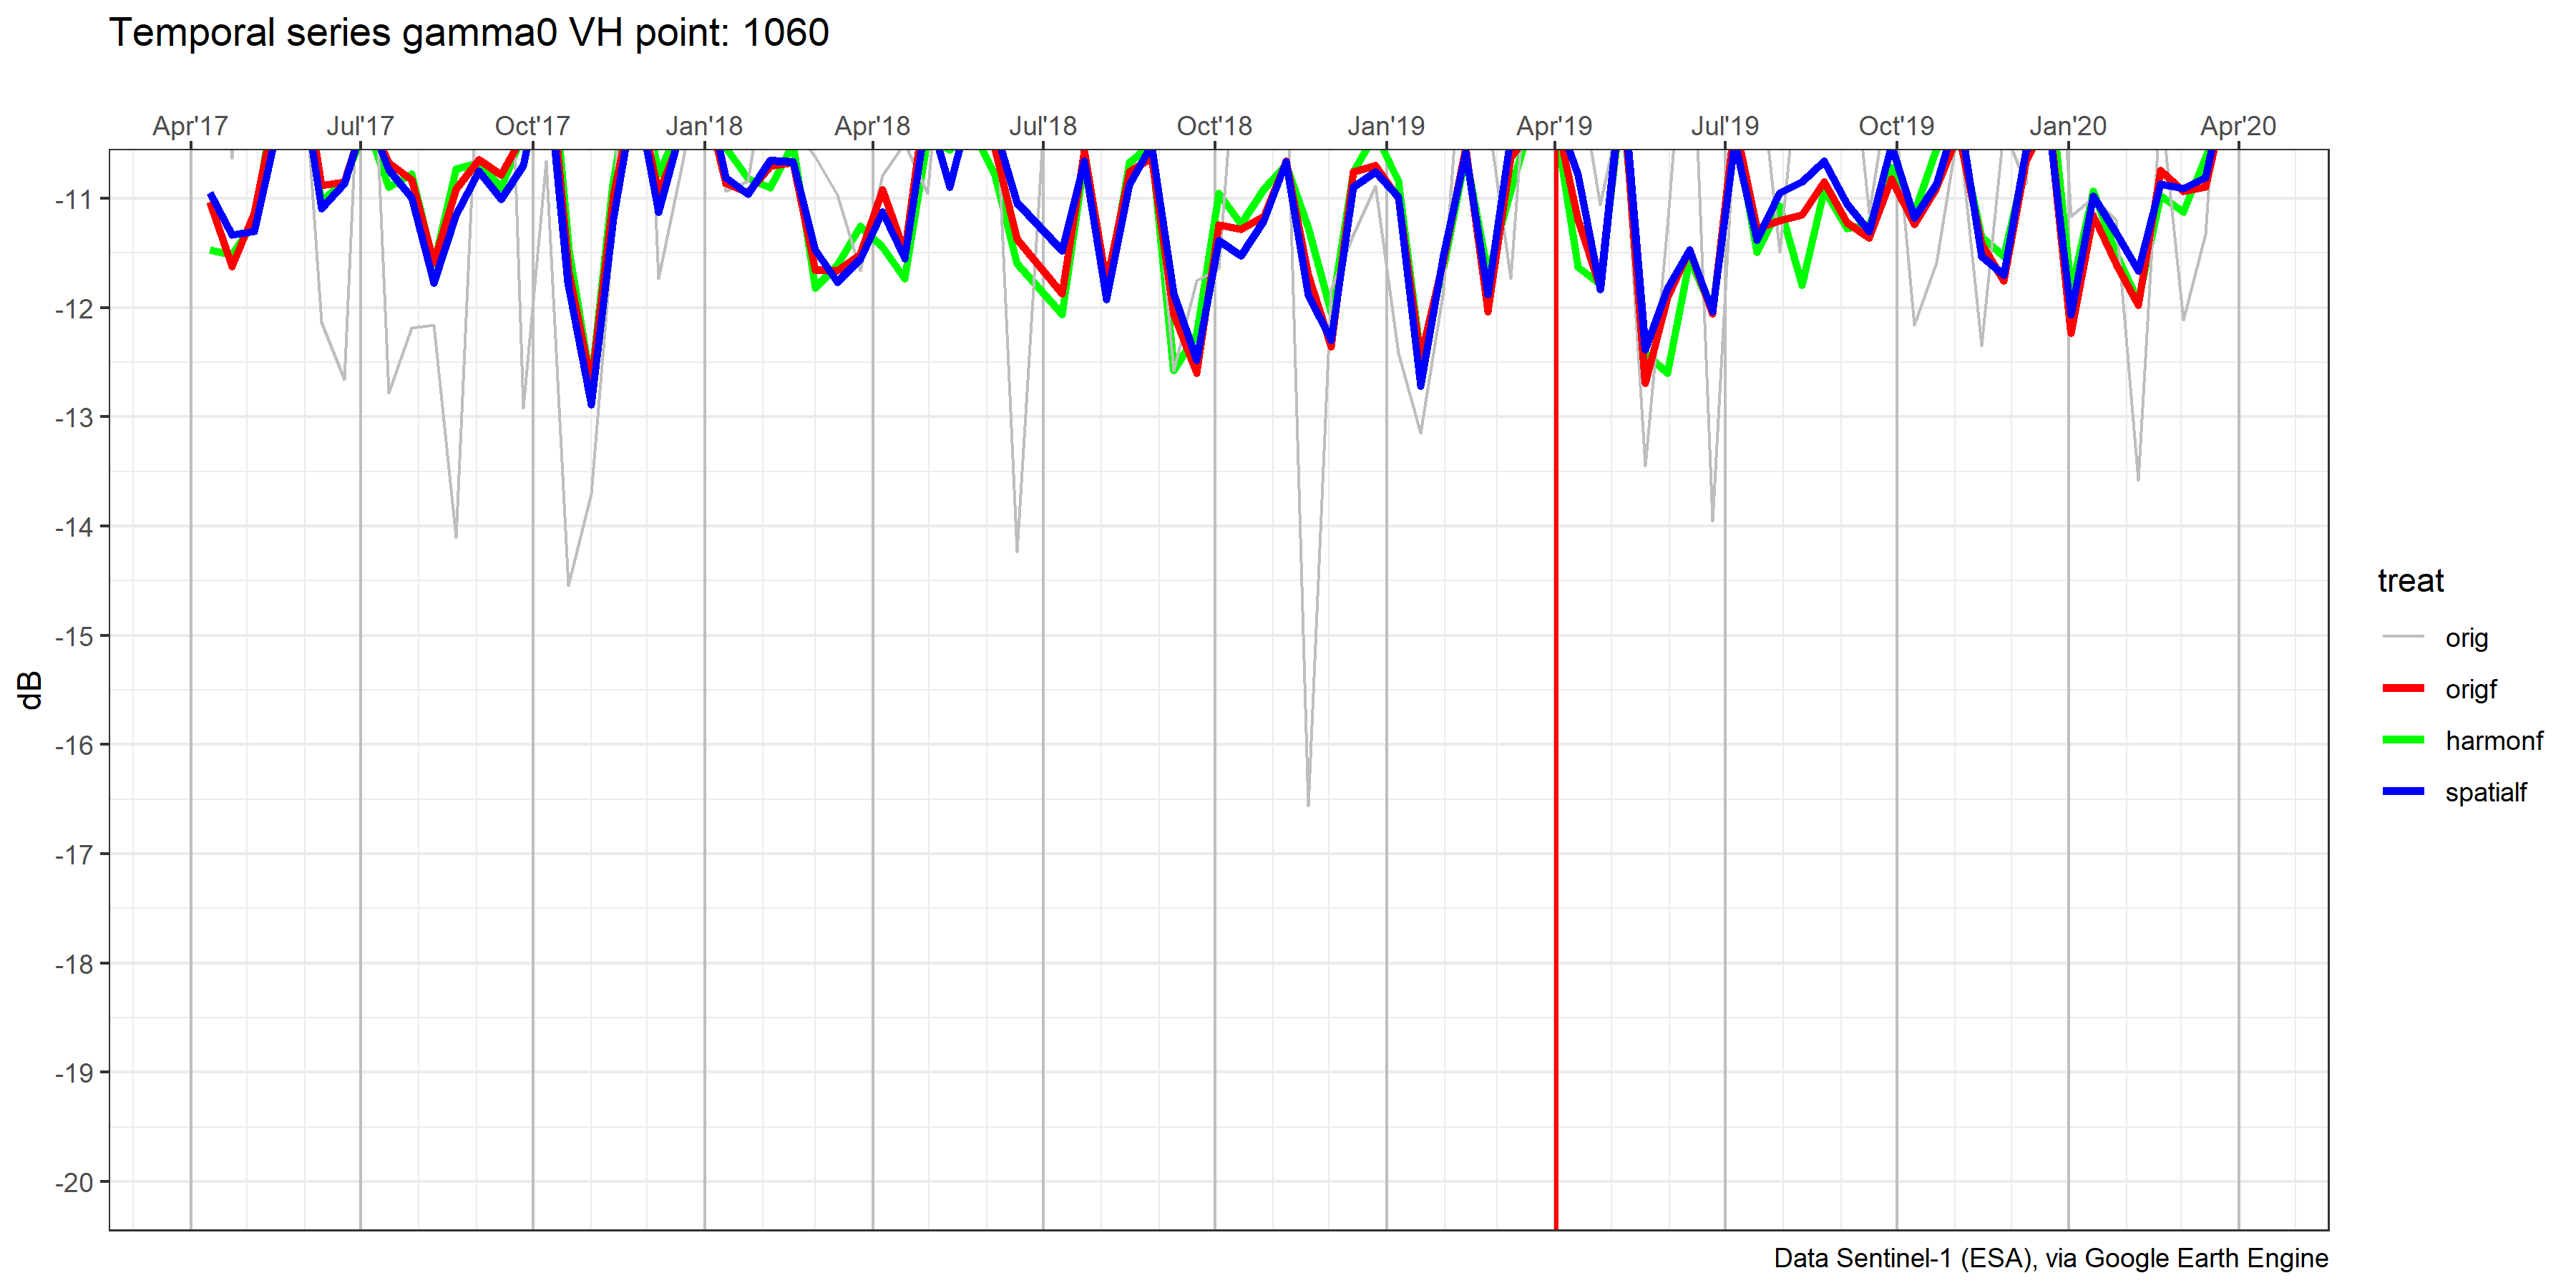 Temporal series gamma0 VH point: 1060
Apr'17 Jul'17 Oct'17 Jan'18 Apr'18 Jul'18 Oct'18 Jan'19 Apr'19 Jul'19 Oct'19 Jan'20 Apr'20
-11
-12
-13
-14
-15
-16
-17
-18
-19
-20
dB
treat
orig
origf
harmonf
spatialf
Data Sentinel-1 (ESA), via Google Earth Engine